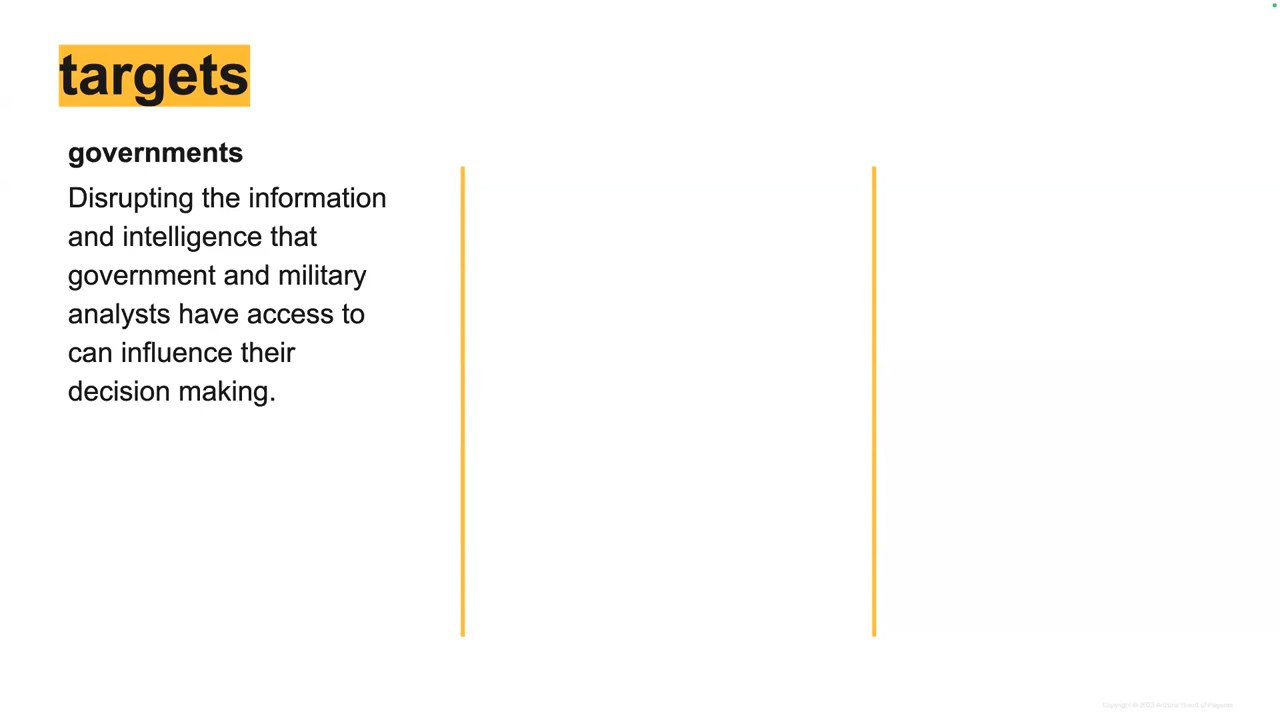 targets
governments
Disrupting the information
and intelligence that
government and military
analysts have access to
can influence their
decision making.